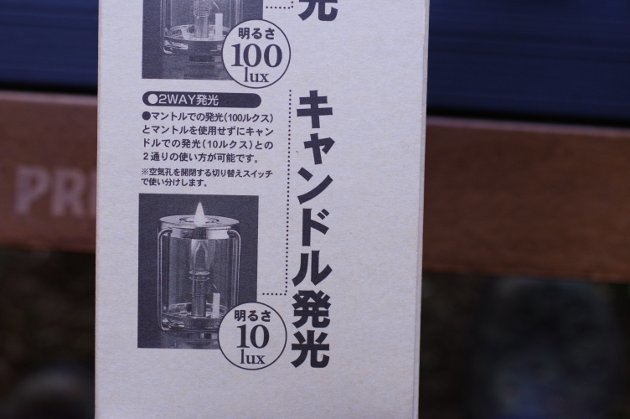 光
明るさ
100
lux
●2WAY発光
●マントルでの発光(100ルクス)
とマントルを使用せずにキャン
ドルでの発光(10ルクス)との
2通りの使い方が可能です。
※空気孔を開閉する切り替えスイッチ
で使い分けします。
キャンドル発光
明るさ
10
lux
PRI